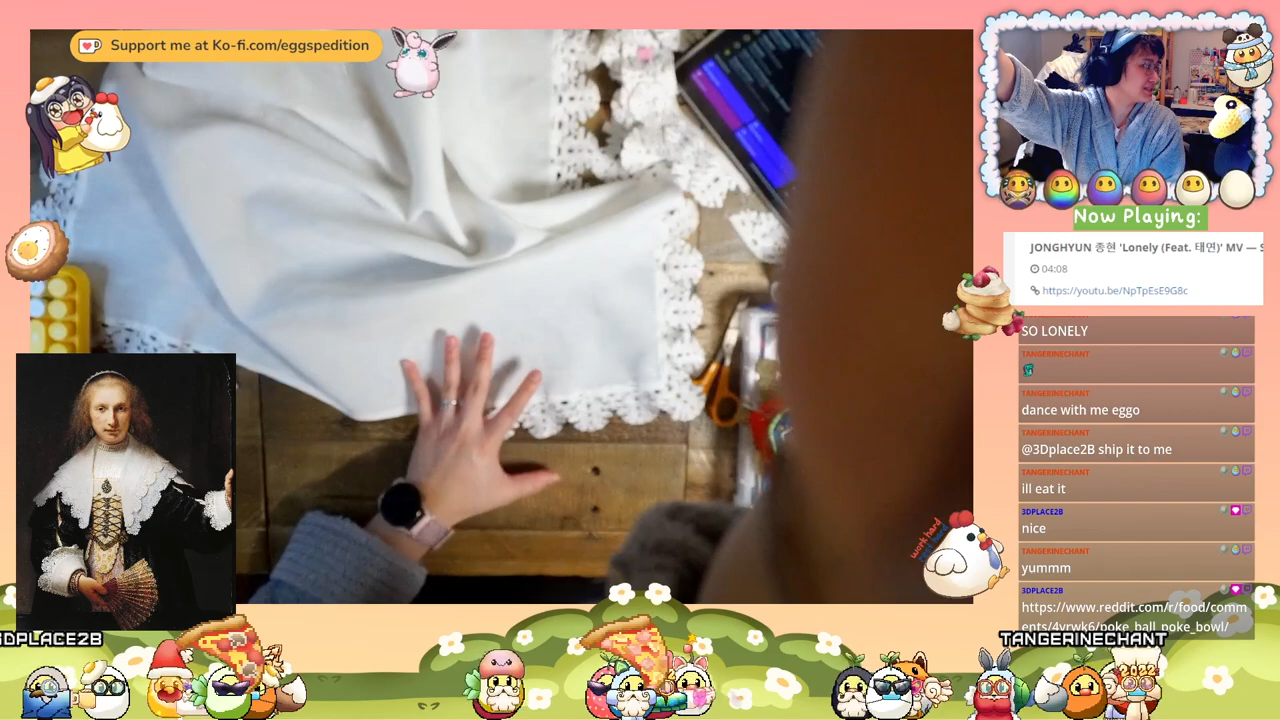 Support me at Ko-fi.com/eggspedition
Now Playing:
JONGHYUN 종현 'Lonely (Feat. 태연)' MV —
04:08
https://youtu.be/NpTpEsE9G8c
SO LONELY
TANGERINECHANT
TANGERINECHANT
dance with me eggo
TANGERINECHANT
@3Dplace2B ship it to me
TANGERINECHANT
ill eat it
3DPLACE2B
nice
TANGERINECHANT
yummm
3DPLACE2B
https://www.reddit.com/r/food/comm
ents/4vrwk6/poke_ball_poke_bowl/
work hard
3DPLACE2B
TANGERINECHANT
2022